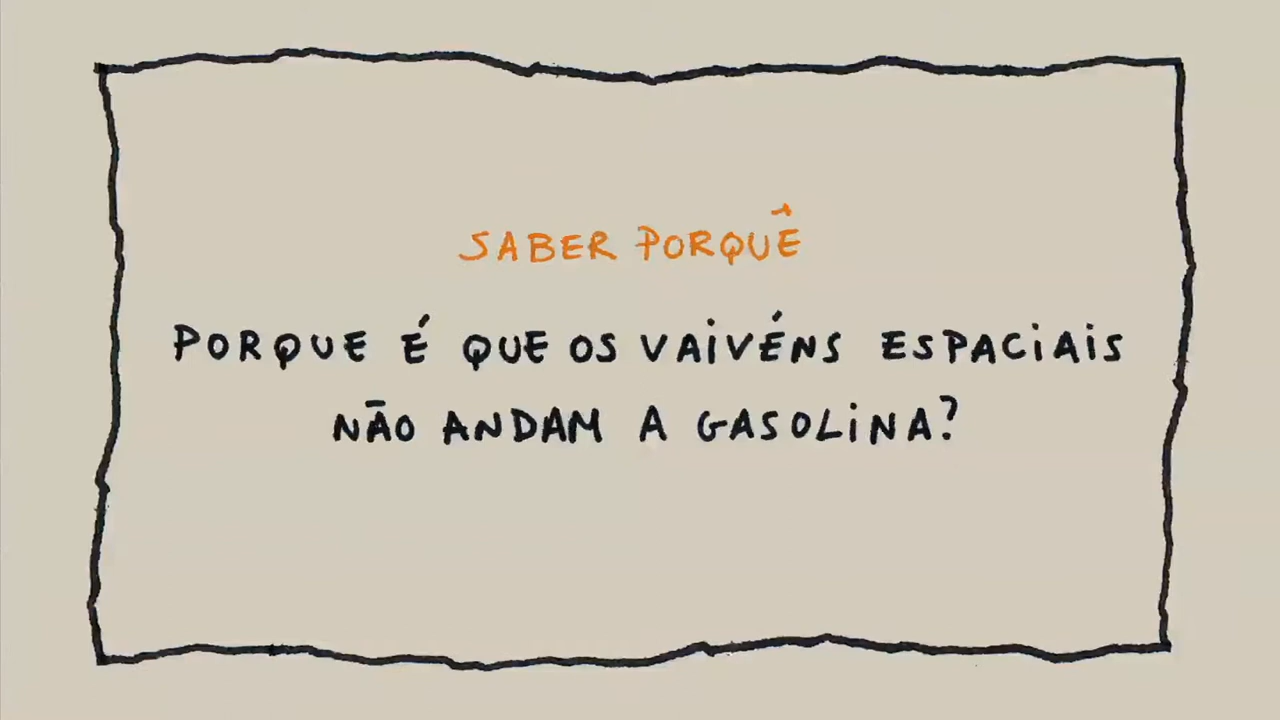 SABER PORQUÊ
PORQUE É QUE OS VAIVÉNS ESPACIAIS
NÃO ANDAM A GASOLINA?